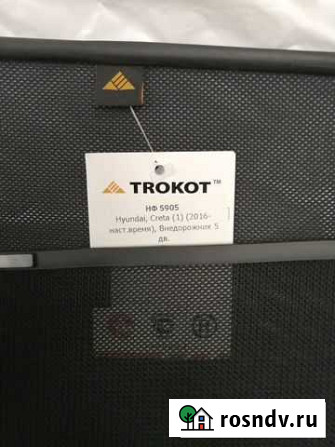 TROKOT™
НФ 5905
Hyundai, Creta (1) (2016-
наст.время), Внедорожник 5
дв.
rosndv.ru